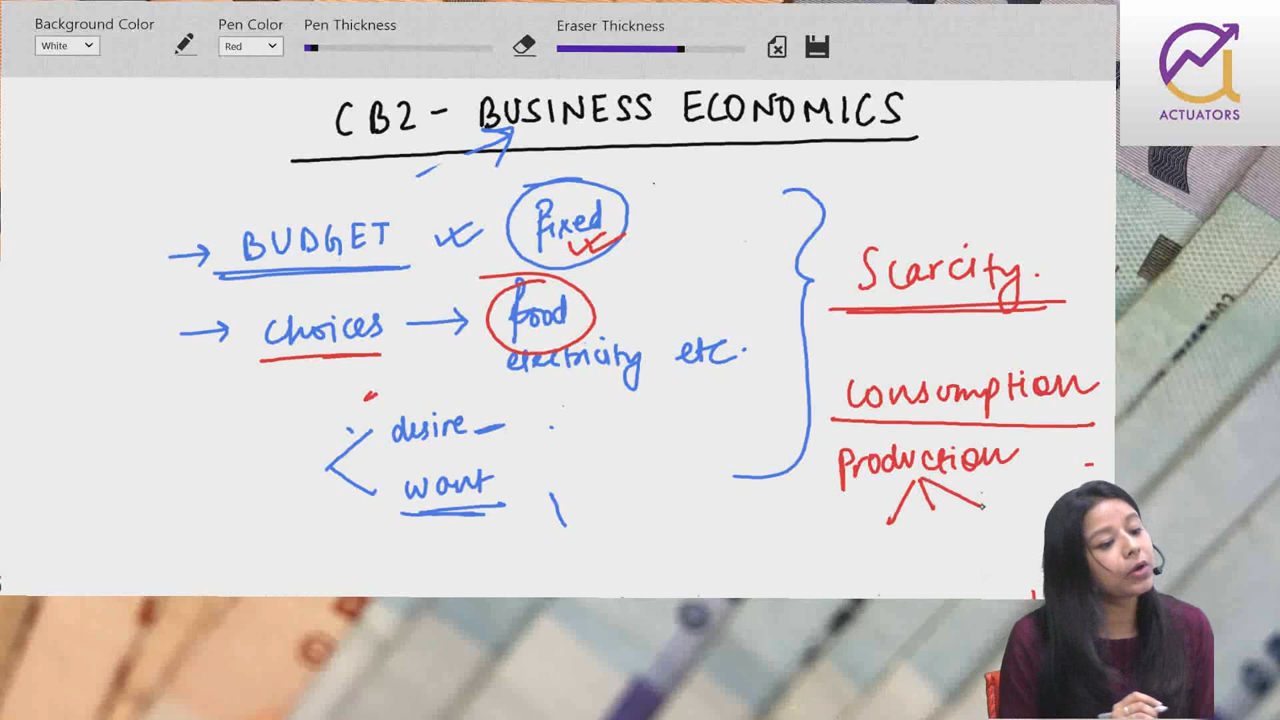 Background Color
White
Pen Color
Red
Pen Thickness
Eraser Thickness
ACTUATORS
CB2 - BUSINESS ECONOMICS
→ BUDGET fixed
→ choices → food
electricity etc.
desire
want
Scarcity.
Consumption
Production